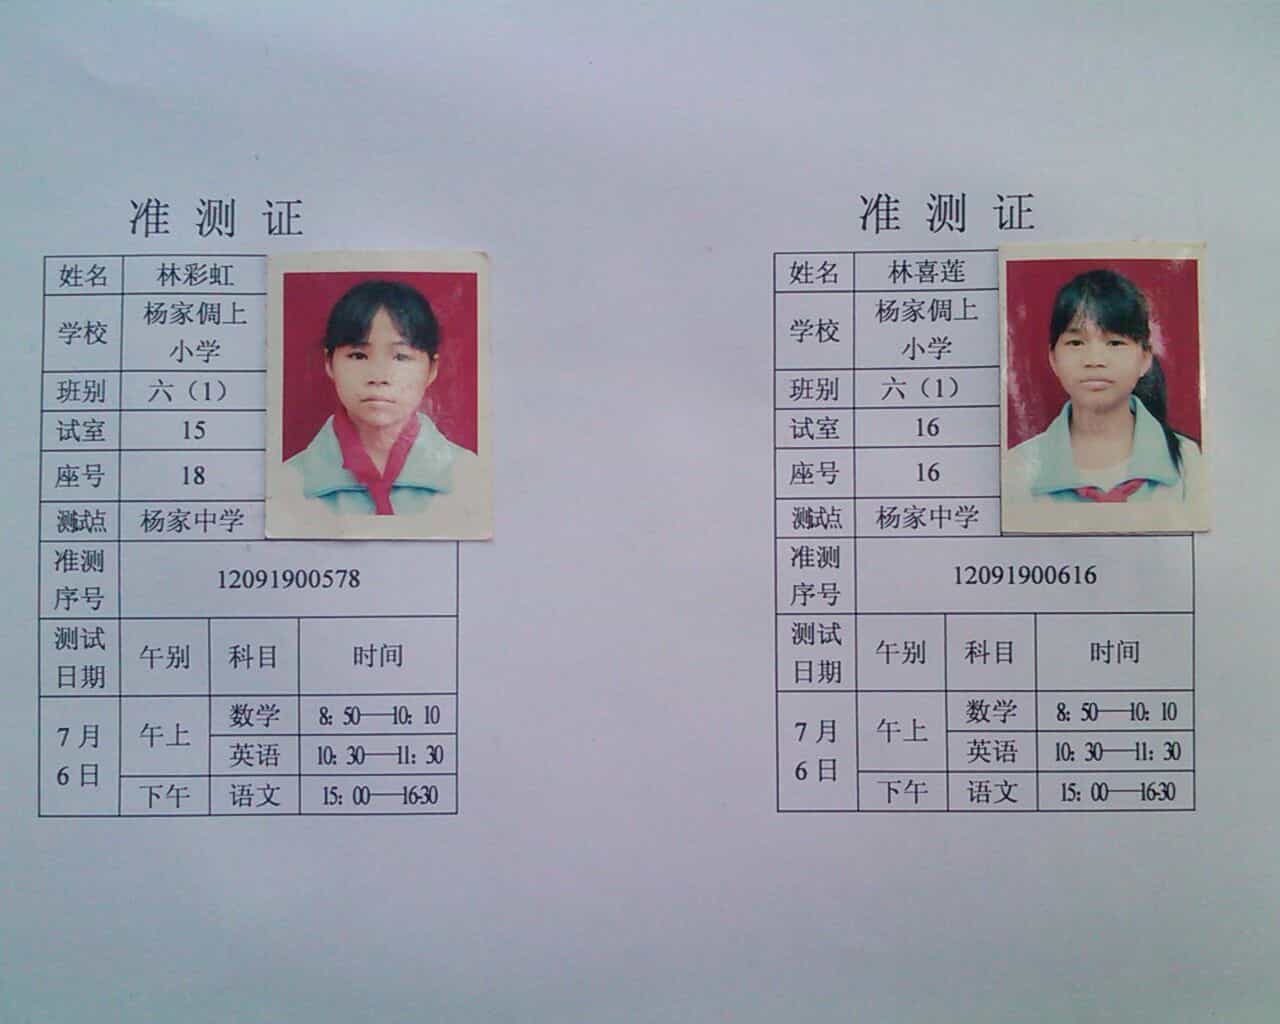 准测证
姓名 林彩虹
学校 杨家倜上
小学
班别 六（1）
试室 15
座号 18
测试点 杨家中学
准测
序号 12091900578
测试
日期 午别 科目 时间
7月
6日 午上 数学 8：50——10：10
英语 10：30——11：30
下午 语文 15：00——16-30
准测证
姓名 林喜莲
学校 杨家倜上
小学
班别 六（1）
试室 16
座号 16
测试点 杨家中学
准测
序号 12091900616
测试
日期 午别 科目 时间
7月
6日 午上 数学 8：50——10：10
英语 10：30——11：30
下午 语文 15：00——16-30